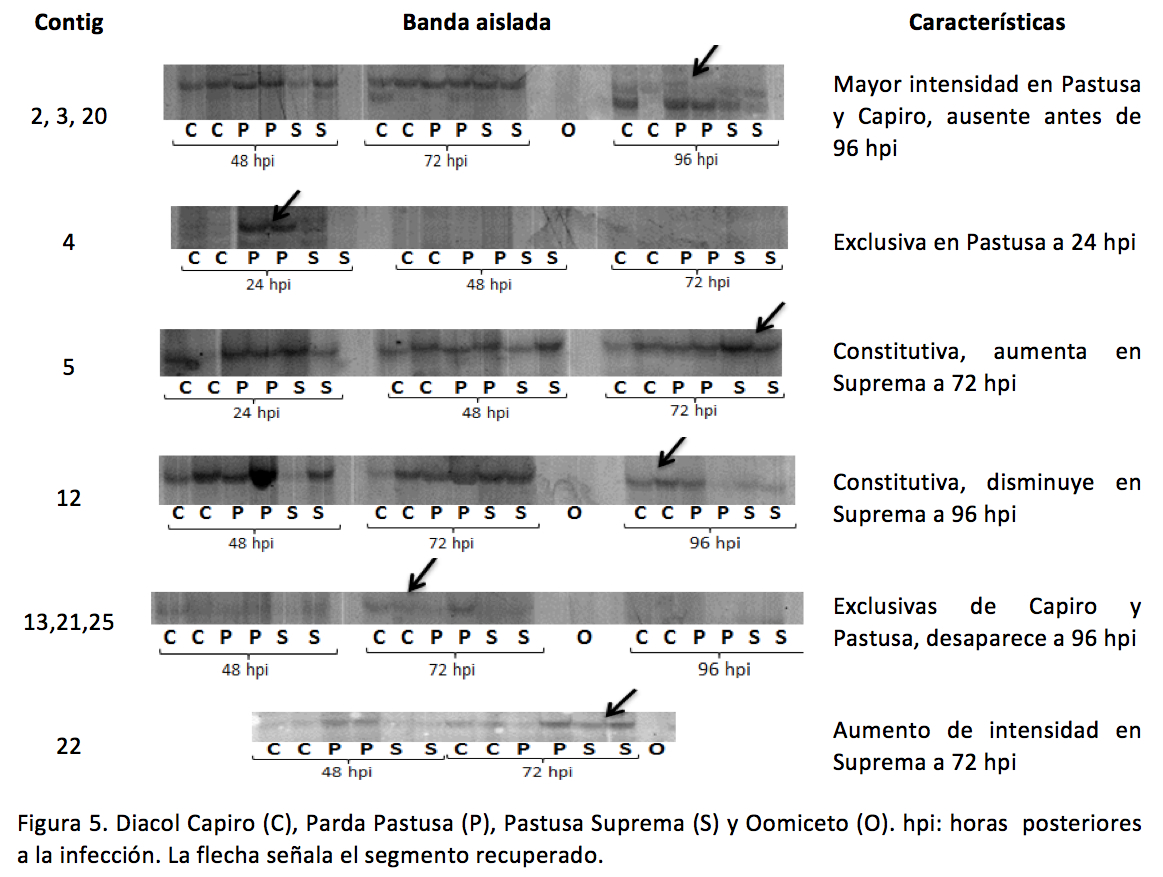 Contig Banda aislada Características
2, 3, 20
C C P P S S C C P P S S O C C P P S S
48 hpi 72 hpi 96 hpi
Mayor intensidad en Pastusa
y Capiro, ausente antes de
96 hpi
4
C C P P S S C C P P S S C C P P S S
24 hpi 48 hpi 72 hpi
Exclusiva en Pastusa a 24 hpi
5
C C P P S S C C P P S S C C P P S S
24 hpi 48 hpi 72 hpi
Constitutiva, aumenta en
Suprema a 72 hpi
12
C C P P S S C C P P S S O C C P P S S
48 hpi 72 hpi 96 hpi
Constitutiva, disminuye en
Suprema a 96 hpi
13,21,25
C C P P S S C C P P S S O C C P P S S
48 hpi 72 hpi 96 hpi
Exclusivas de Capiro y
Pastusa, desaparece a 96 hpi
22
C C P P S S C C P P S S O
48 hpi 72 hpi
Aumento de intensidad en
Suprema a 72 hpi
Figura 5. Diacol Capiro (C), Parda Pastusa (P), Pastusa Suprema (S) y Oomiceto (O). hpi: horas posteriores
a la infección. La flecha señala el segmento recuperado.